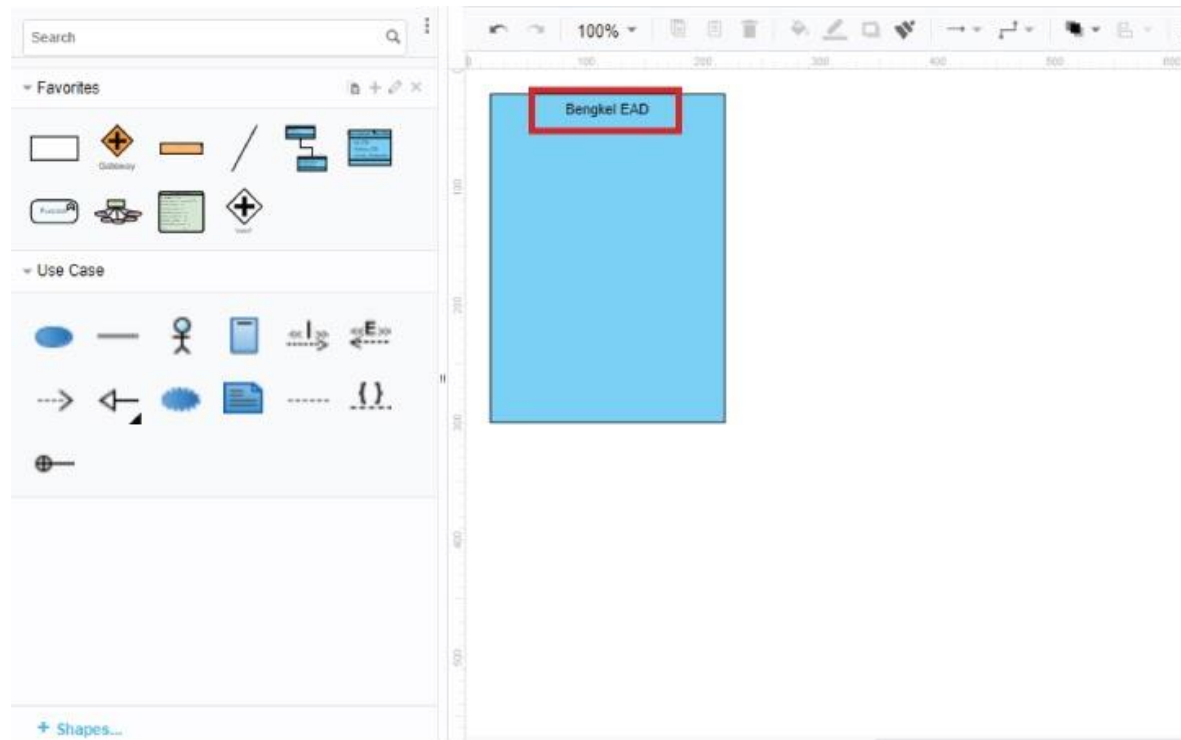 Search
Favorites
Gateway
Use Case
«I»
«E»
{ }
+ Shapes...
100%
0 100 200 300 400 500 600
Bengkel EAD
100
200
300
400
500